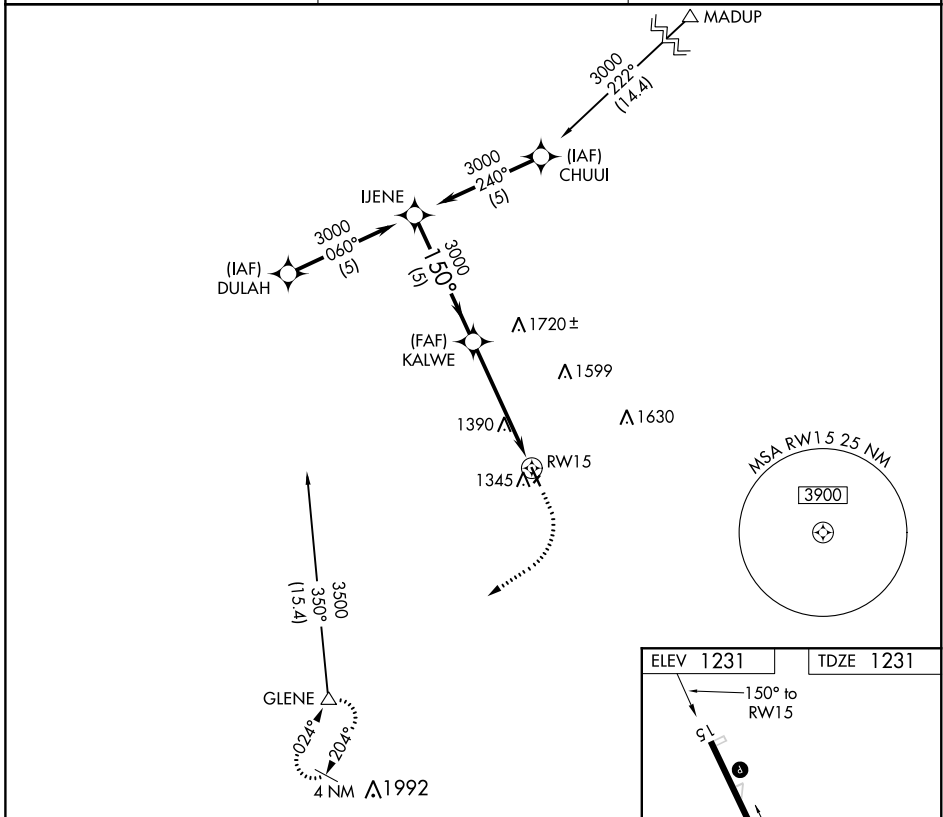 MADUP
3000
222°
(14.4)
(IAF)
CHUUI
3000
240°
(5)
IJENE
3000
060°
(5)
(IAF)
DULAH
3000
150°
(5)
(FAF)
KALWE
1720 ±
1599
1630
1390
RW15
1345
MSA RW15 25 NM
3900
3500
350°
(15.4)
GLENE
024°
204°
4 NM
1992
ELEV 1231
TDZE 1231
150° to
RW15
15
P